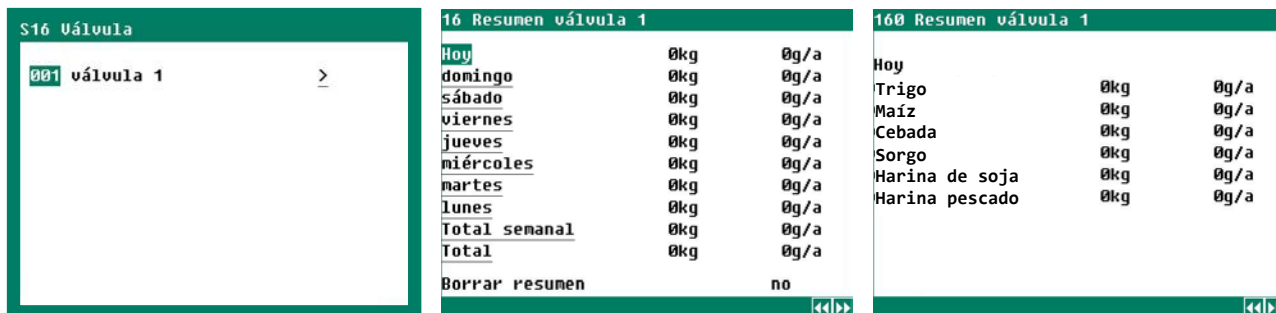 S16 Válvula
001 válvula 1 >
16 Resumen válvula 1
Hoy 0kg 0g/a
domingo 0kg 0g/a
sábado 0kg 0g/a
viernes 0kg 0g/a
jueves 0kg 0g/a
miércoles 0kg 0g/a
martes 0kg 0g/a
lunes 0kg 0g/a
Total semanal 0kg 0g/a
Total 0kg 0g/a
Borrar resumen no
160 Resumen válvula 1
Hoy
Trigo 0kg 0g/a
Maíz 0kg 0g/a
Cebada 0kg 0g/a
Sorgo 0kg 0g/a
Harina de soja 0kg 0g/a
Harina pescado 0kg 0g/a